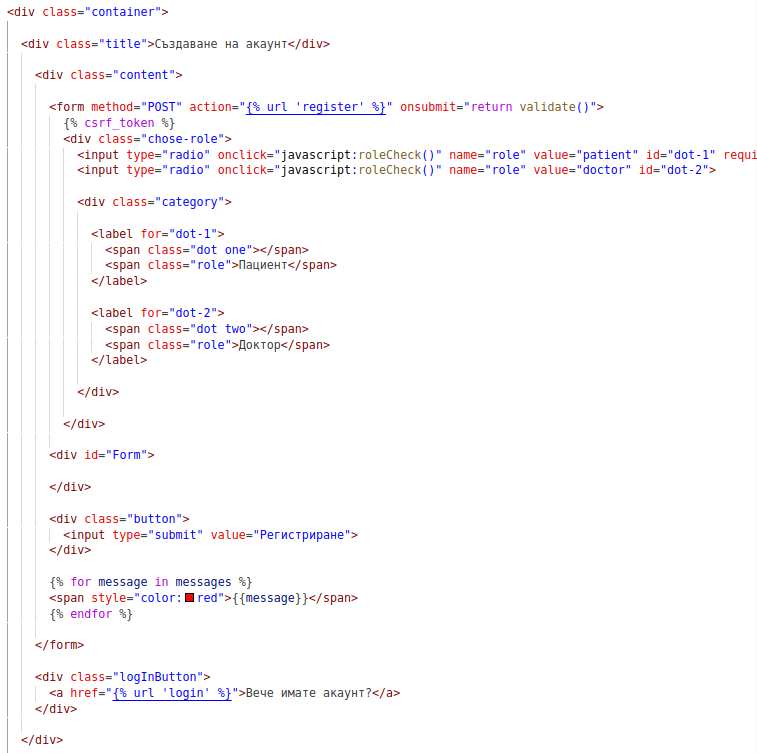 <div class="container">
<div class="title">Създаване на акаунт</div>
<div class="content">
<form method="POST" action="{% url 'register' %}" onsubmit="return validate()">
{% csrf_token %}
<div class="chose-role">
<input type="radio" onclick="javascript:roleCheck()" name="role" value="patient" id="dot-1" requi
<input type="radio" onclick="javascript:roleCheck()" name="role" value="doctor" id="dot-2">
<div class="category">
<label for="dot-1">
<span class="dot one"></span>
<span class="role">Пациент</span>
</label>
<label for="dot-2">
<span class="dot two"></span>
<span class="role">Доктор</span>
</label>
</div>
</div>
<div id="Form">
</div>
<div class="button">
<input type="submit" value="Регистриране">
</div>
{% for message in messages %}
<span style="color:red">{{message}}</span>
{% endfor %}
</form>
<div class="logInButton">
<a href="{% url 'login' %}">Вече имате акаунт?</a>
</div>
</div>